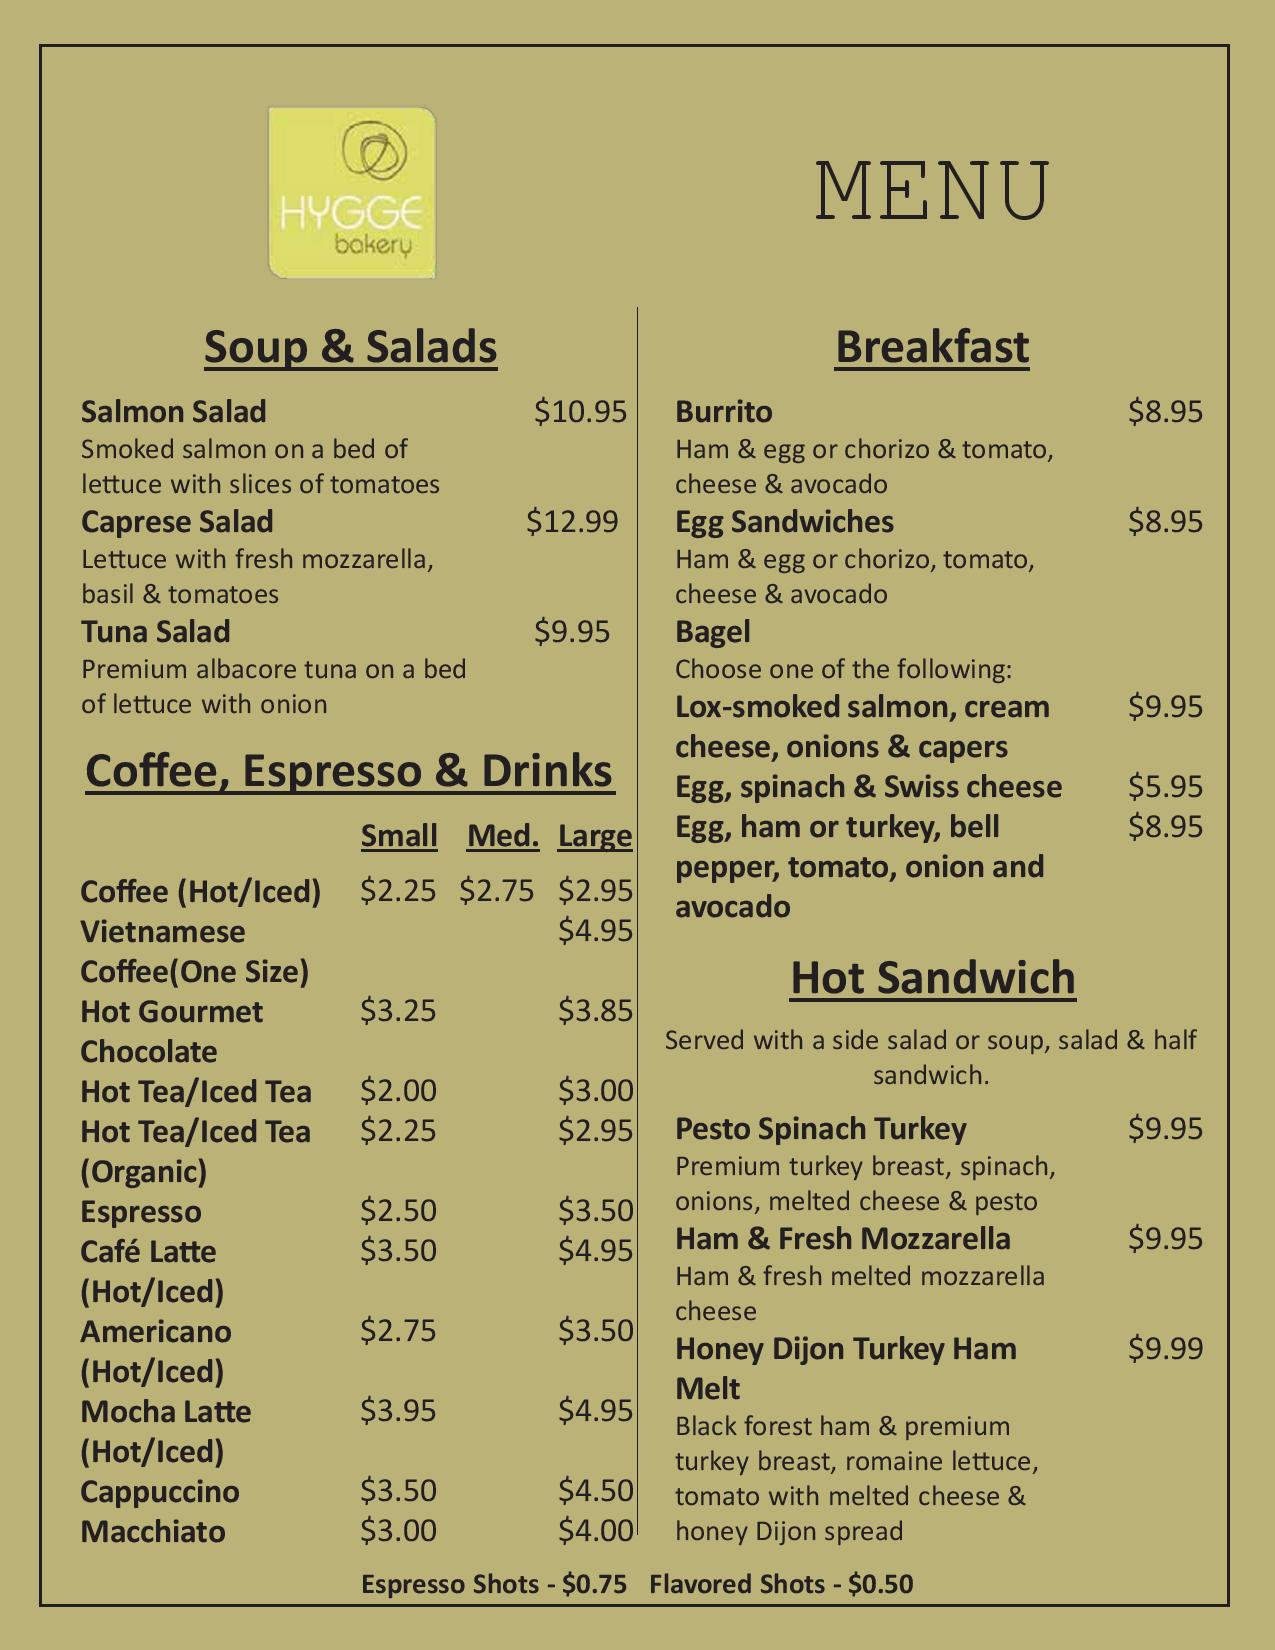 HYGGE
bakery
MENU
Soup & Salads
Salmon Salad $10.95
Smoked salmon on a bed of
lettuce with slices of tomatoes
Caprese Salad $12.99
Lettuce with fresh mozzarella,
basil & tomatoes
Tuna Salad $9.95
Premium albacore tuna on a bed
of lettuce with onion
Coffee, Espresso & Drinks
Small Med. Large
Coffee (Hot/Iced) $2.25 $2.75 $2.95
Vietnamese $4.95
Coffee(One Size)
Hot Gourmet $3.25 $3.85
Chocolate
Hot Tea/Iced Tea $2.00 $3.00
Hot Tea/Iced Tea $2.25 $2.95
(Organic)
Espresso $2.50 $3.50
Café Latte $3.50 $4.95
(Hot/Iced)
Americano $2.75 $3.50
(Hot/Iced)
Mocha Latte $3.95 $4.95
(Hot/Iced)
Cappuccino $3.50 $4.50
Macchiato $3.00 $4.00
Breakfast
Burrito $8.95
Ham & egg or chorizo & tomato,
cheese & avocado
Egg Sandwiches $8.95
Ham & egg or chorizo, tomato,
cheese & avocado
Bagel
Choose one of the following:
Lox-smoked salmon, cream $9.95
cheese, onions & capers
Egg, spinach & Swiss cheese $5.95
Egg, ham or turkey, bell $8.95
pepper, tomato, onion and
avocado
Hot Sandwich
Served with a side salad or soup, salad & half
sandwich.
Pesto Spinach Turkey $9.95
Premium turkey breast, spinach,
onions, melted cheese & pesto
Ham & Fresh Mozzarella $9.95
Ham & fresh melted mozzarella
cheese
Honey Dijon Turkey Ham $9.99
Melt
Black forest ham & premium
turkey breast, romaine lettuce,
tomato with melted cheese &
honey Dijon spread
Espresso Shots - $0.75 Flavored Shots - $0.50